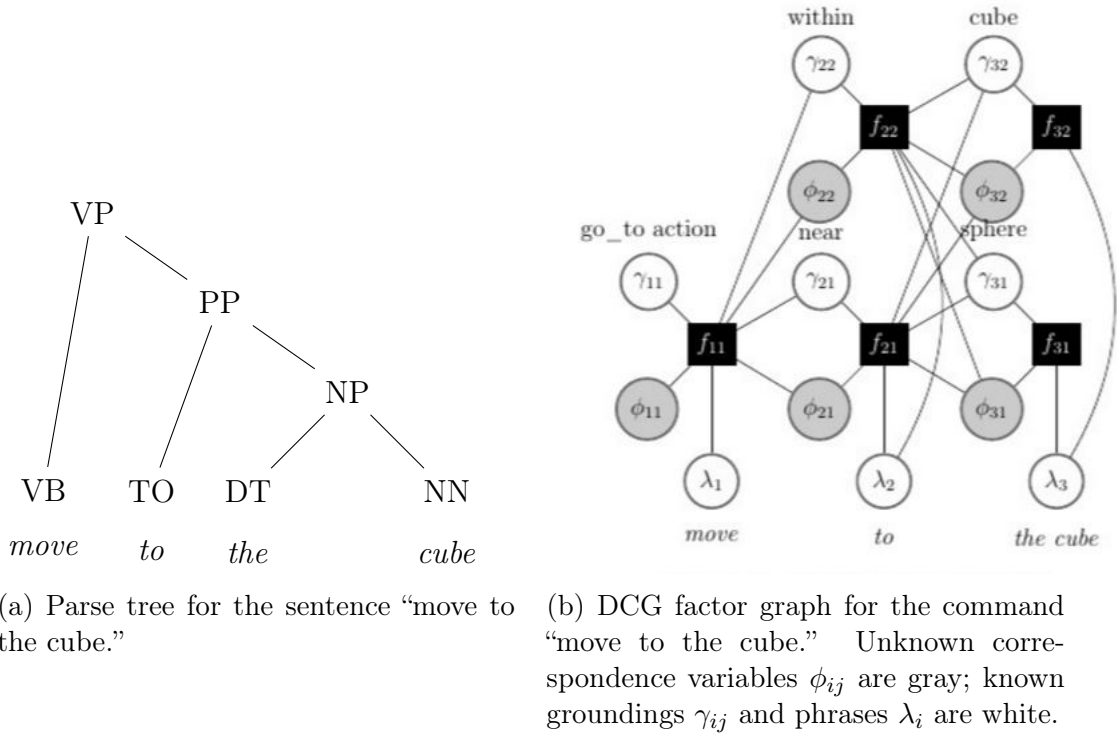 VP
PP
NP
VB TO DT NN
move to the cube
(a) Parse tree for the sentence “move to
the cube.”
within cube
γ22 γ32
f22 f32
ϕ22 ϕ32
go_to action near sphere
γ11 γ21 γ31
f11 f21 f31
ϕ11 ϕ21 ϕ31
λ1 λ2 λ3
move to the cube
(b) DCG factor graph for the command
“move to the cube.” Unknown corre-
spondence variables ϕij are gray; known
groundings γij and phrases λi are white.